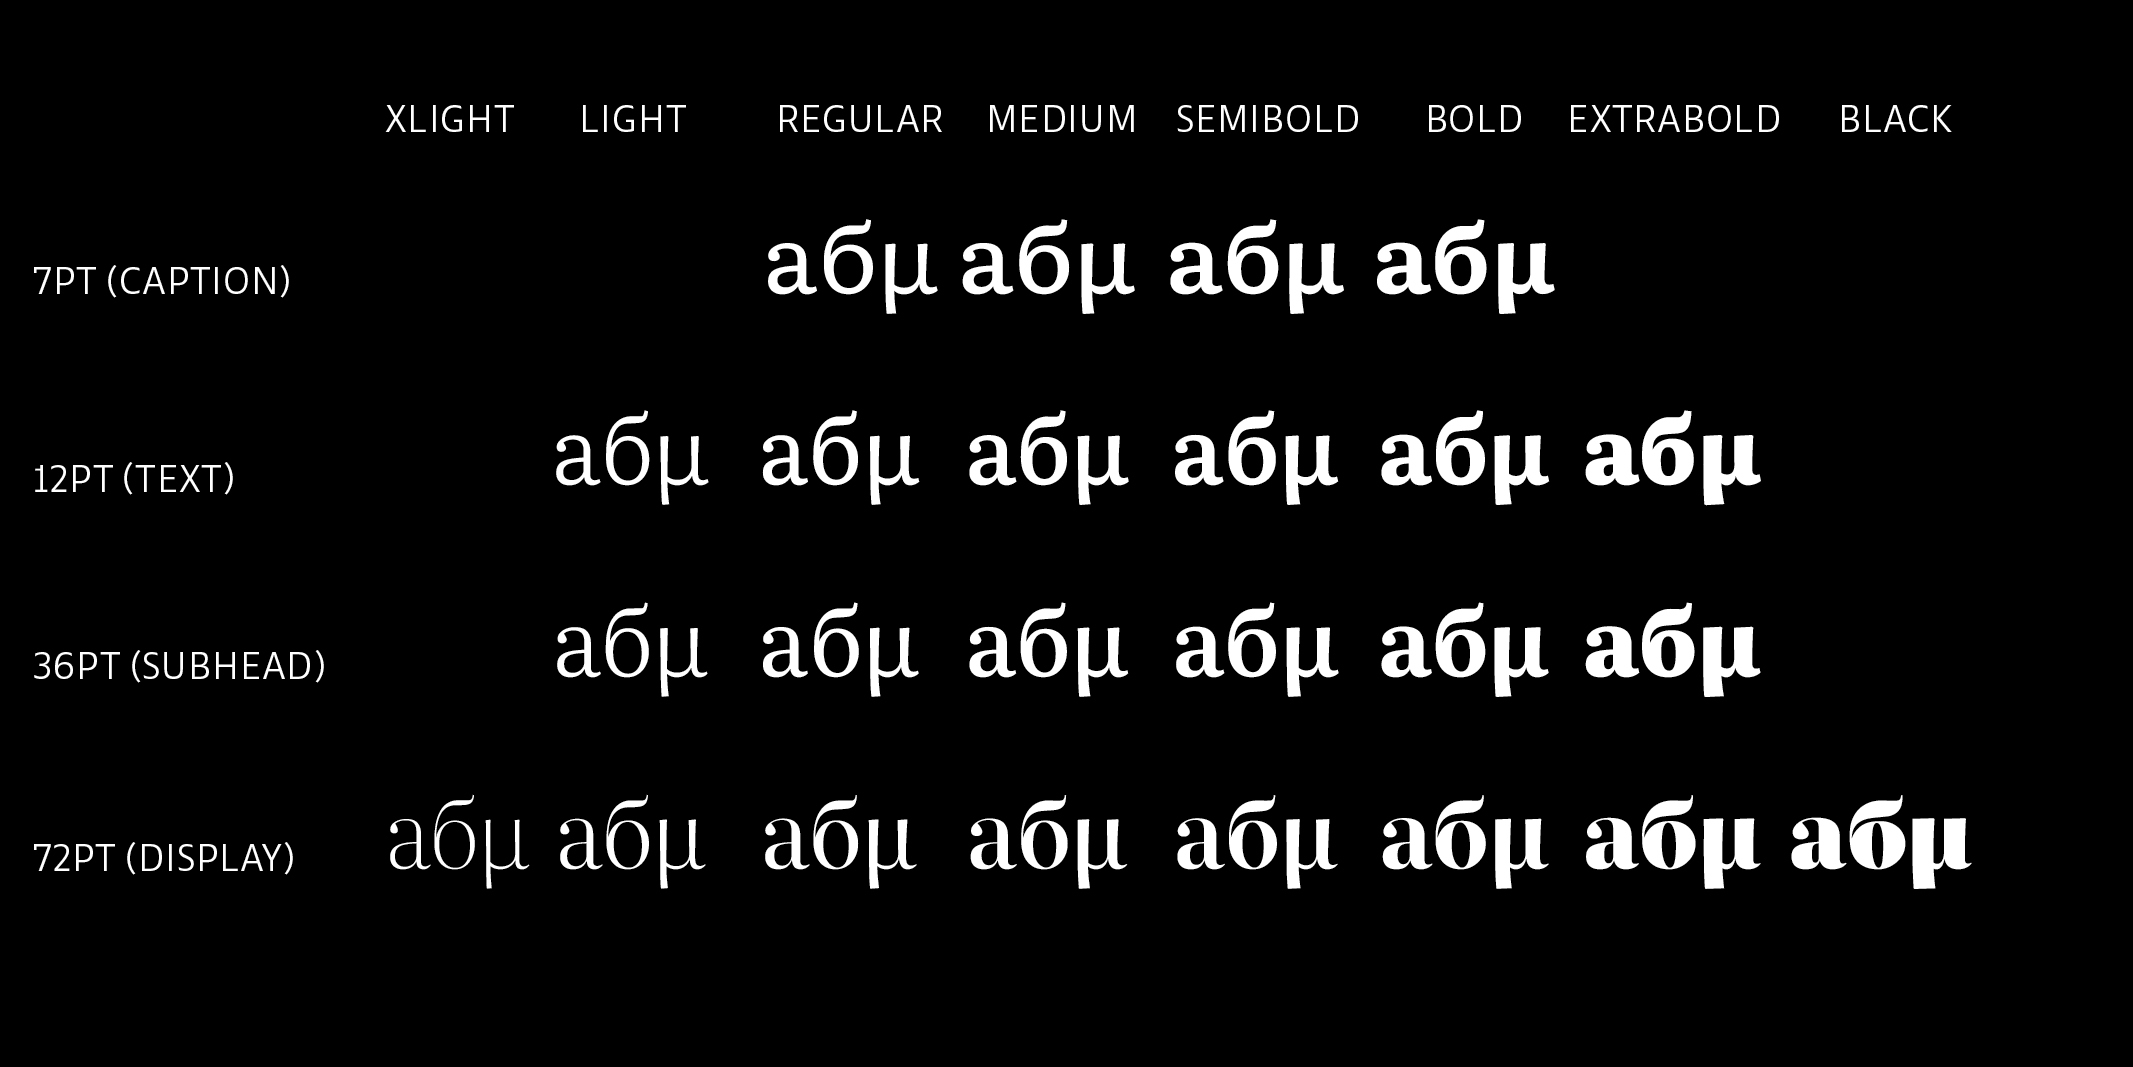 XLIGHT LIGHT REGULAR MEDIUM SEMIBOLD BOLD EXTRABOLD BLACK
7PT (CAPTION) абμ абμ абμ абμ
12PT (TEXT) абμ абμ абμ абμ абμ абμ
36PT (SUBHEAD) абμ абμ абμ абμ абμ абμ
72PT (DISPLAY) абμ абμ абμ абμ абμ абμ абμ абμ